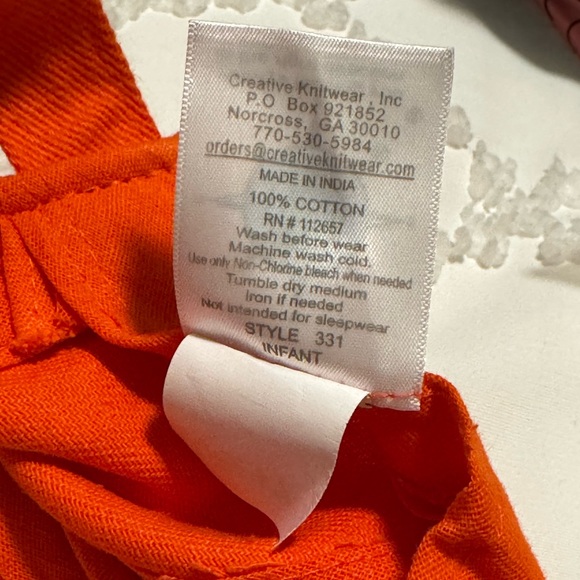 Creative Knitwear, Inc
P.O Box 921852
Norcross, GA 30010
770-530-5984
orders@creativeknitwear.com
MADE IN INDIA
100% COTTON
RN # 112657
Wash before wear
Machine wash cold.
Use only Non-Chlorine bleach when needed
Tumble dry medium
Iron if needed
Not intended for sleepwear
STYLE 331
INFANT